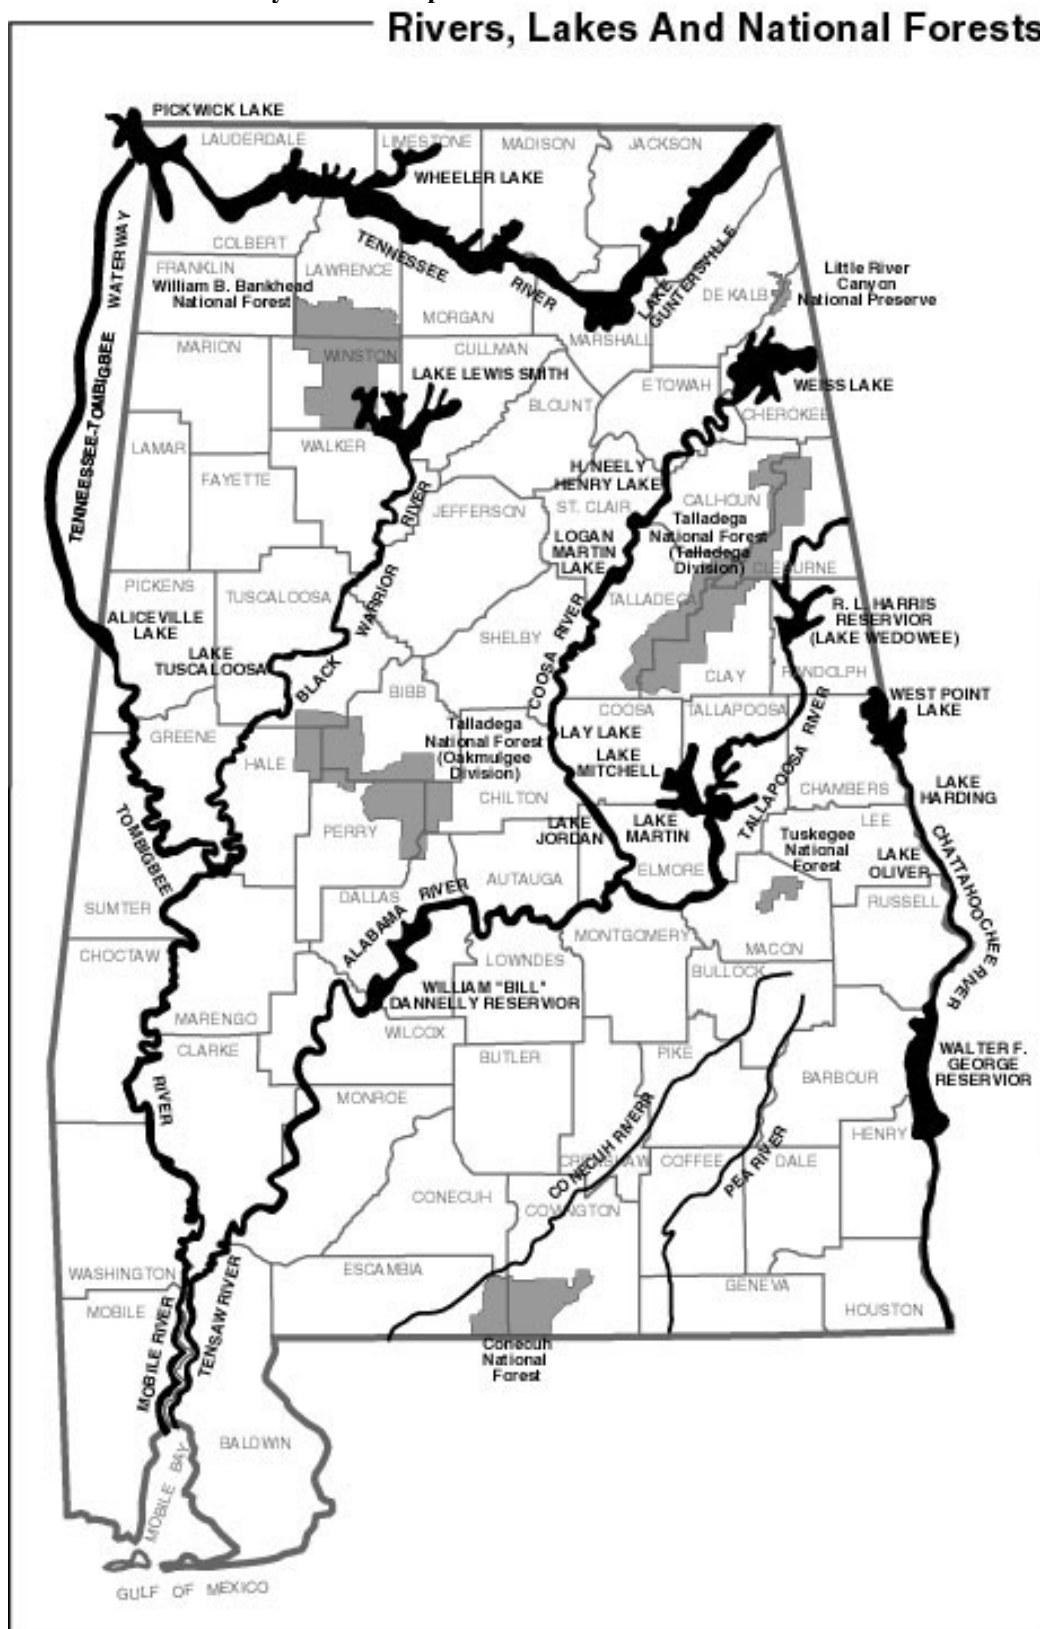 Rivers, Lakes And National Forests
PICKWICK LAKE
LAUDERDALE
LIMESTONE
MADISON
JACKSON
WHEELER LAKE
TENNESSEE-TOMBIGBEE WATERWAY
COLBERT
TENNESSEE
RIVER
LAKE
GUNTERSVILLE
FRANKLIN
LAWRENCE
William B. Bankhead
National Forest
DE KALB
Little River
Canyon
National Preserve
MORGAN
MARSHALL
MARION
WINSTON
CULLMAN
LAKE LEWIS SMITH
ETOWAH
WEISS LAKE
BLOUNT
CHEROKEE
LAMAR
WALKER
FAYETTE
H. NEELY
HENRY LAKE
JEFFERSON
ST. CLAIR
CALHOUN
RIVER
LOGAN
MARTIN
LAKE
Talladega
National Forest
(Talladega
Division)
CLEBURNE
PICKENS
TUSCALOOSA
WARRIOR
TALLADEGA
R. L. HARRIS
RESERVIOR
(LAKE WEDOWEE)
ALICEVILLE
LAKE
SHELBY
COOSA RIVER
LAKE
TUSCALOOSA
BLACK
BIBB
CLAY
RANDOLPH
WEST POINT
LAKE
COOSA
TALLAPOOSA
GREENE
HALE
Talladega
National Forest
(Oakmulgee
Division)
LAY LAKE
LAKE
MITCHELL
TALLAPOOSA RIVER
CHAMBERS
LAKE
HARDING
CHILTON
TOMBIGBEE
PERRY
LAKE
JORDAN
LAKE
MARTIN
Tuskegee
National
Forest
LEE
LAKE
OLIVER
CHATTAHOOCHEE RIVER
ELMORE
AUTAUGA
DALLAS
ALABAMA RIVER
SUMTER
RUSSELL
MONTGOMERY
MACON
CHOCTAW
LOWNDES
BULLOCK
WILLIAM "BILL"
DANNELLY RESERVIOR
MARENGO
WILCOX
CLARKE
BUTLER
PIKE
WALTER F.
GEORGE
RESERVIOR
BARBOUR
RIVER
MONROE
HENRY
CRENSHAW
COFFEE
DALE
CONECUH RIVERR
PEA RIVER
CONECUH
COVINGTON
WASHINGTON
ESCAMBIA
GENEVA
MOBILE
HOUSTON
MOBILE RIVER
TENSAW RIVER
Conecuh
National
Forest
BALDWIN
MOBILE BAY
GULF OF MEXICO